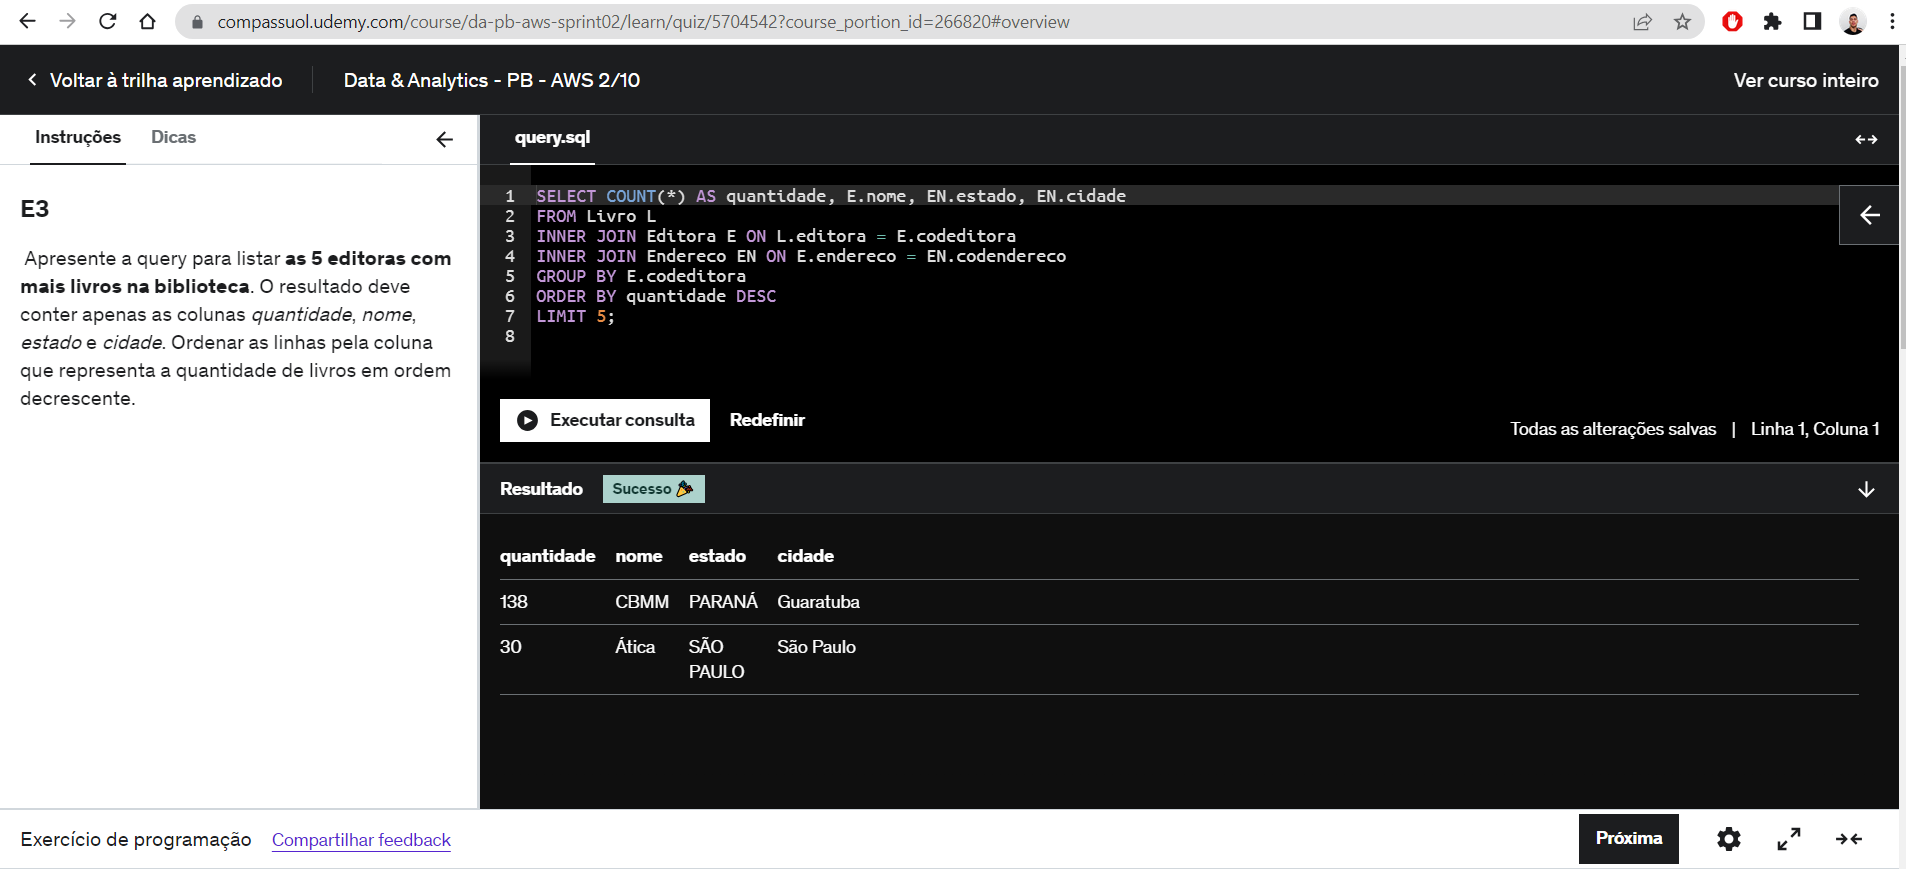 compassuol.udemy.com/course/da-pb-aws-sprint02/learn/quiz/5704542?course_portion_id=266820#overview
Voltar à trilha aprendizado
Data & Analytics - PB - AWS 2/10
Ver curso inteiro
Instruções
Dicas
E3
Apresente a query para listar as 5 editoras com
mais livros na biblioteca. O resultado deve
conter apenas as colunas quantidade, nome,
estado e cidade. Ordenar as linhas pela coluna
que representa a quantidade de livros em ordem
decrescente.
query.sql
1 SELECT COUNT(*) AS quantidade, E.nome, EN.estado, EN.cidade
2 FROM Livro L
3 INNER JOIN Editora E ON L.editora = E.codeditora
4 INNER JOIN Endereco EN ON E.endereco = EN.codendereco
5 GROUP BY E.codeditora
6 ORDER BY quantidade DESC
7 LIMIT 5;
8
Executar consulta
Redefinir
Todas as alterações salvas | Linha 1, Coluna 1
Resultado
Sucesso
quantidade nome estado cidade
138 CBMM PARANÁ Guaratuba
30 Ática SÃO PAULO São Paulo
Exercício de programação
Compartilhar feedback
Próxima